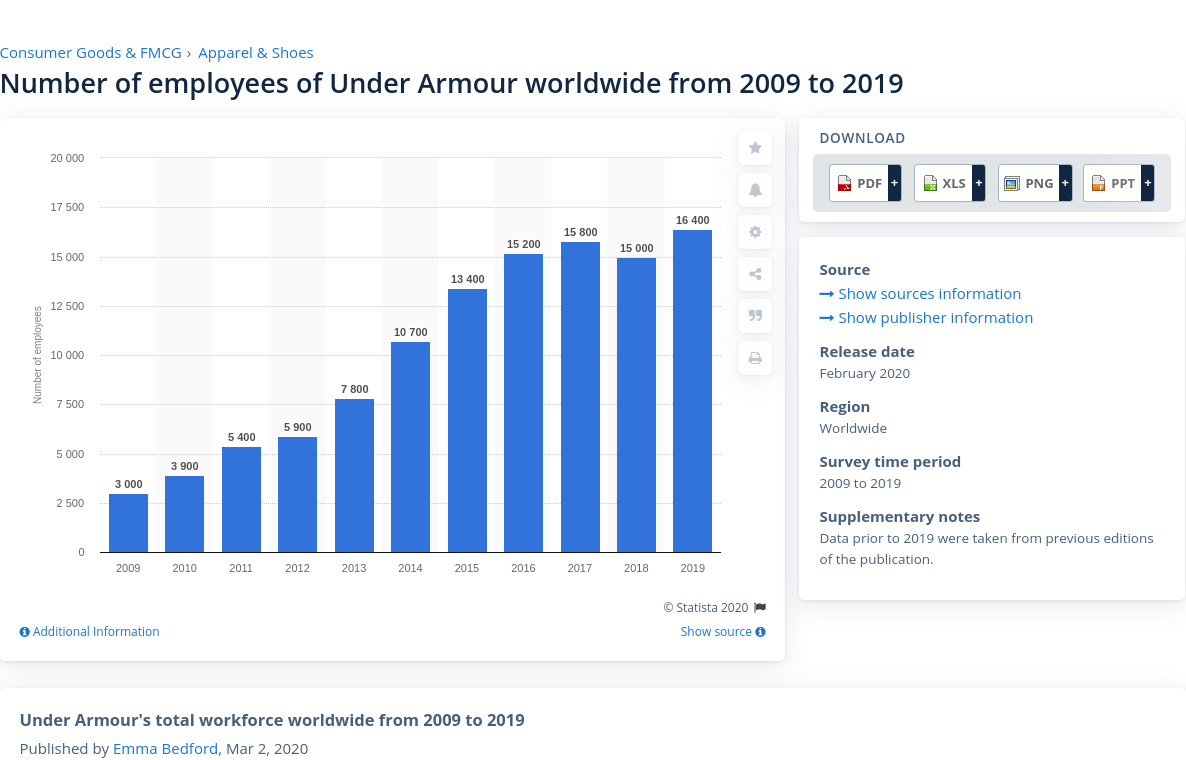 Consumer Goods & FMCG › Apparel & Shoes
Number of employees of Under Armour worldwide from 2009 to 2019
Number of employees
20 000
17 500
15 000
12 500
10 000
7 500
5 000
2 500
0
3 000
3 900
5 400
5 900
7 800
10 700
13 400
15 200
15 800
15 000
16 400
2009 2010 2011 2012 2013 2014 2015 2016 2017 2018 2019
© Statista 2020
Additional Information
Show source
DOWNLOAD
PDF + XLS + PNG + PPT +
Source
Show sources information
Show publisher information
Release date
February 2020
Region
Worldwide
Survey time period
2009 to 2019
Supplementary notes
Data prior to 2019 were taken from previous editions
of the publication.
Under Armour's total workforce worldwide from 2009 to 2019
Published by Emma Bedford, Mar 2, 2020